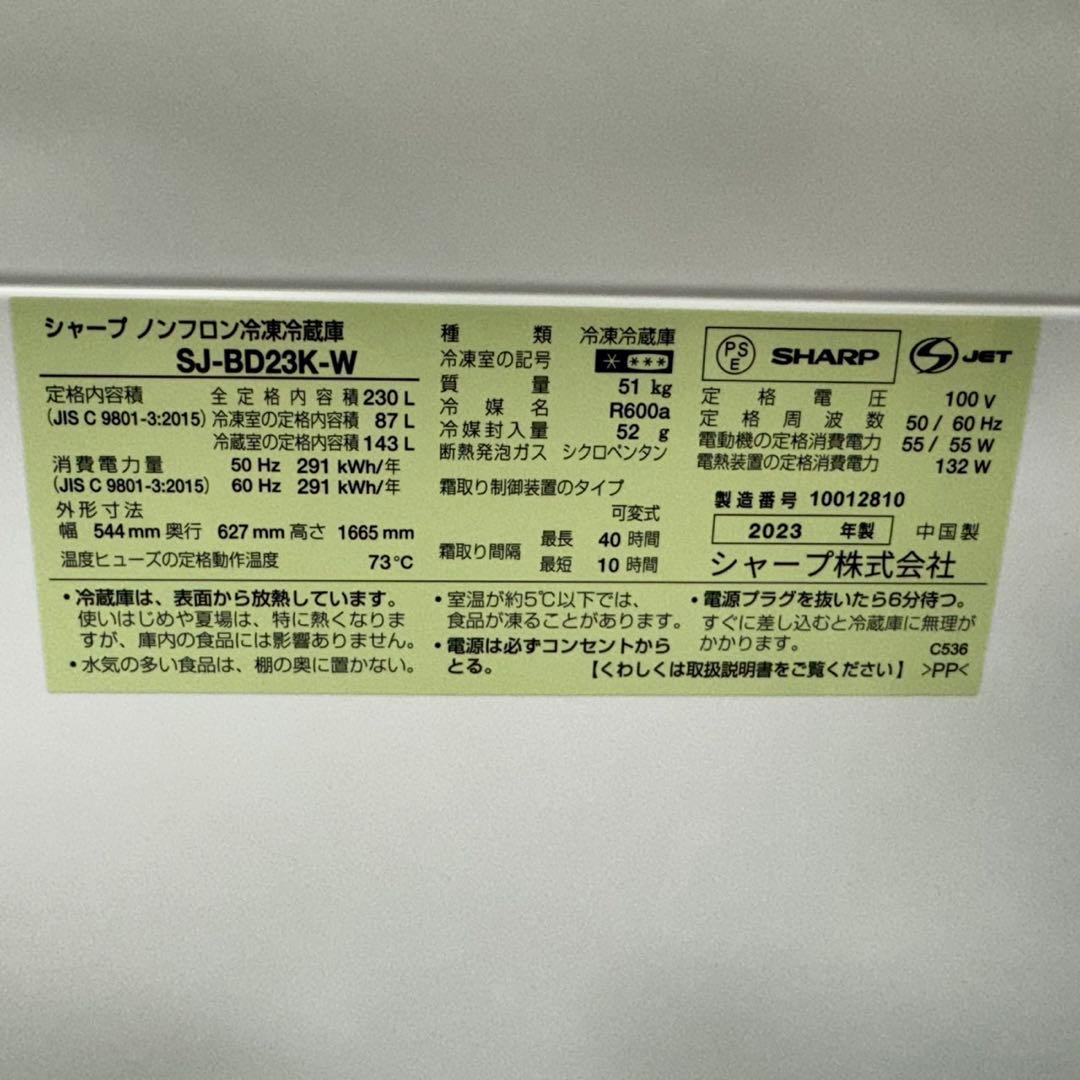 シャープ ノンフロン冷凍冷蔵庫
SJ-BD23K-W
定格内容積 全定格内容積 230 L
(JIS C 9801-3:2015) 冷凍室の定格内容積 87 L
冷蔵室の定格内容積 143 L
消費電力量 50 Hz 291 kWh/年
(JIS C 9801-3:2015) 60 Hz 291 kWh/年
外形寸法
幅 544 mm 奥行 627 mm 高さ 1665 mm
温度ヒューズの定格動作温度 73℃
種類 冷凍冷蔵庫
冷凍室の記号 * ***
質量 51 kg
冷媒名 R600a
冷媒封入量 52 g
断熱発泡ガス シクロペンタン
霜取り制御装置のタイプ
可変式
霜取り間隔 最長 40 時間
最短 10 時間
PSE SHARP JET
定格電圧 100 V
定格周波数 50 / 60 Hz
電動機の定格消費電力 55 / 55 W
電熱装置の定格消費電力 132 W
製造番号 10012810
2023 年製 中国製
シャープ株式会社
・冷蔵庫は、表面から放熱しています。
使いはじめや夏場は、特に熱くなりま
すが、庫内の食品には影響ありません。
・水気の多い食品は、棚の奥に置かない。
・室温が約5℃以下では、
食品が凍ることがあります。
・電源は必ずコンセントから
とる。
・電源プラグを抜いたら6分待つ。
すぐに差し込むと冷蔵庫に無理が
かかります。 C536
【くわしくは取扱説明書をご覧ください】 >PP<